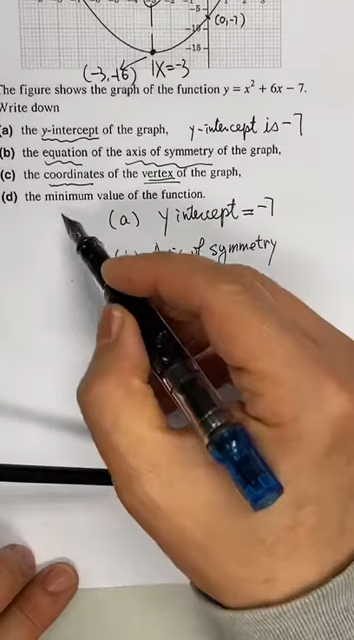 -5
(0,-7)
-10
-15
(-3,-16) x=-3
The figure shows the graph of the function y = x² + 6x − 7.
Write down
(a) the y-intercept of the graph, y-intercept is -7
(b) the equation of the axis of symmetry of the graph,
(c) the coordinates of the vertex of the graph,
(d) the minimum value of the function.
(a) y intercept = -7
of symmetry